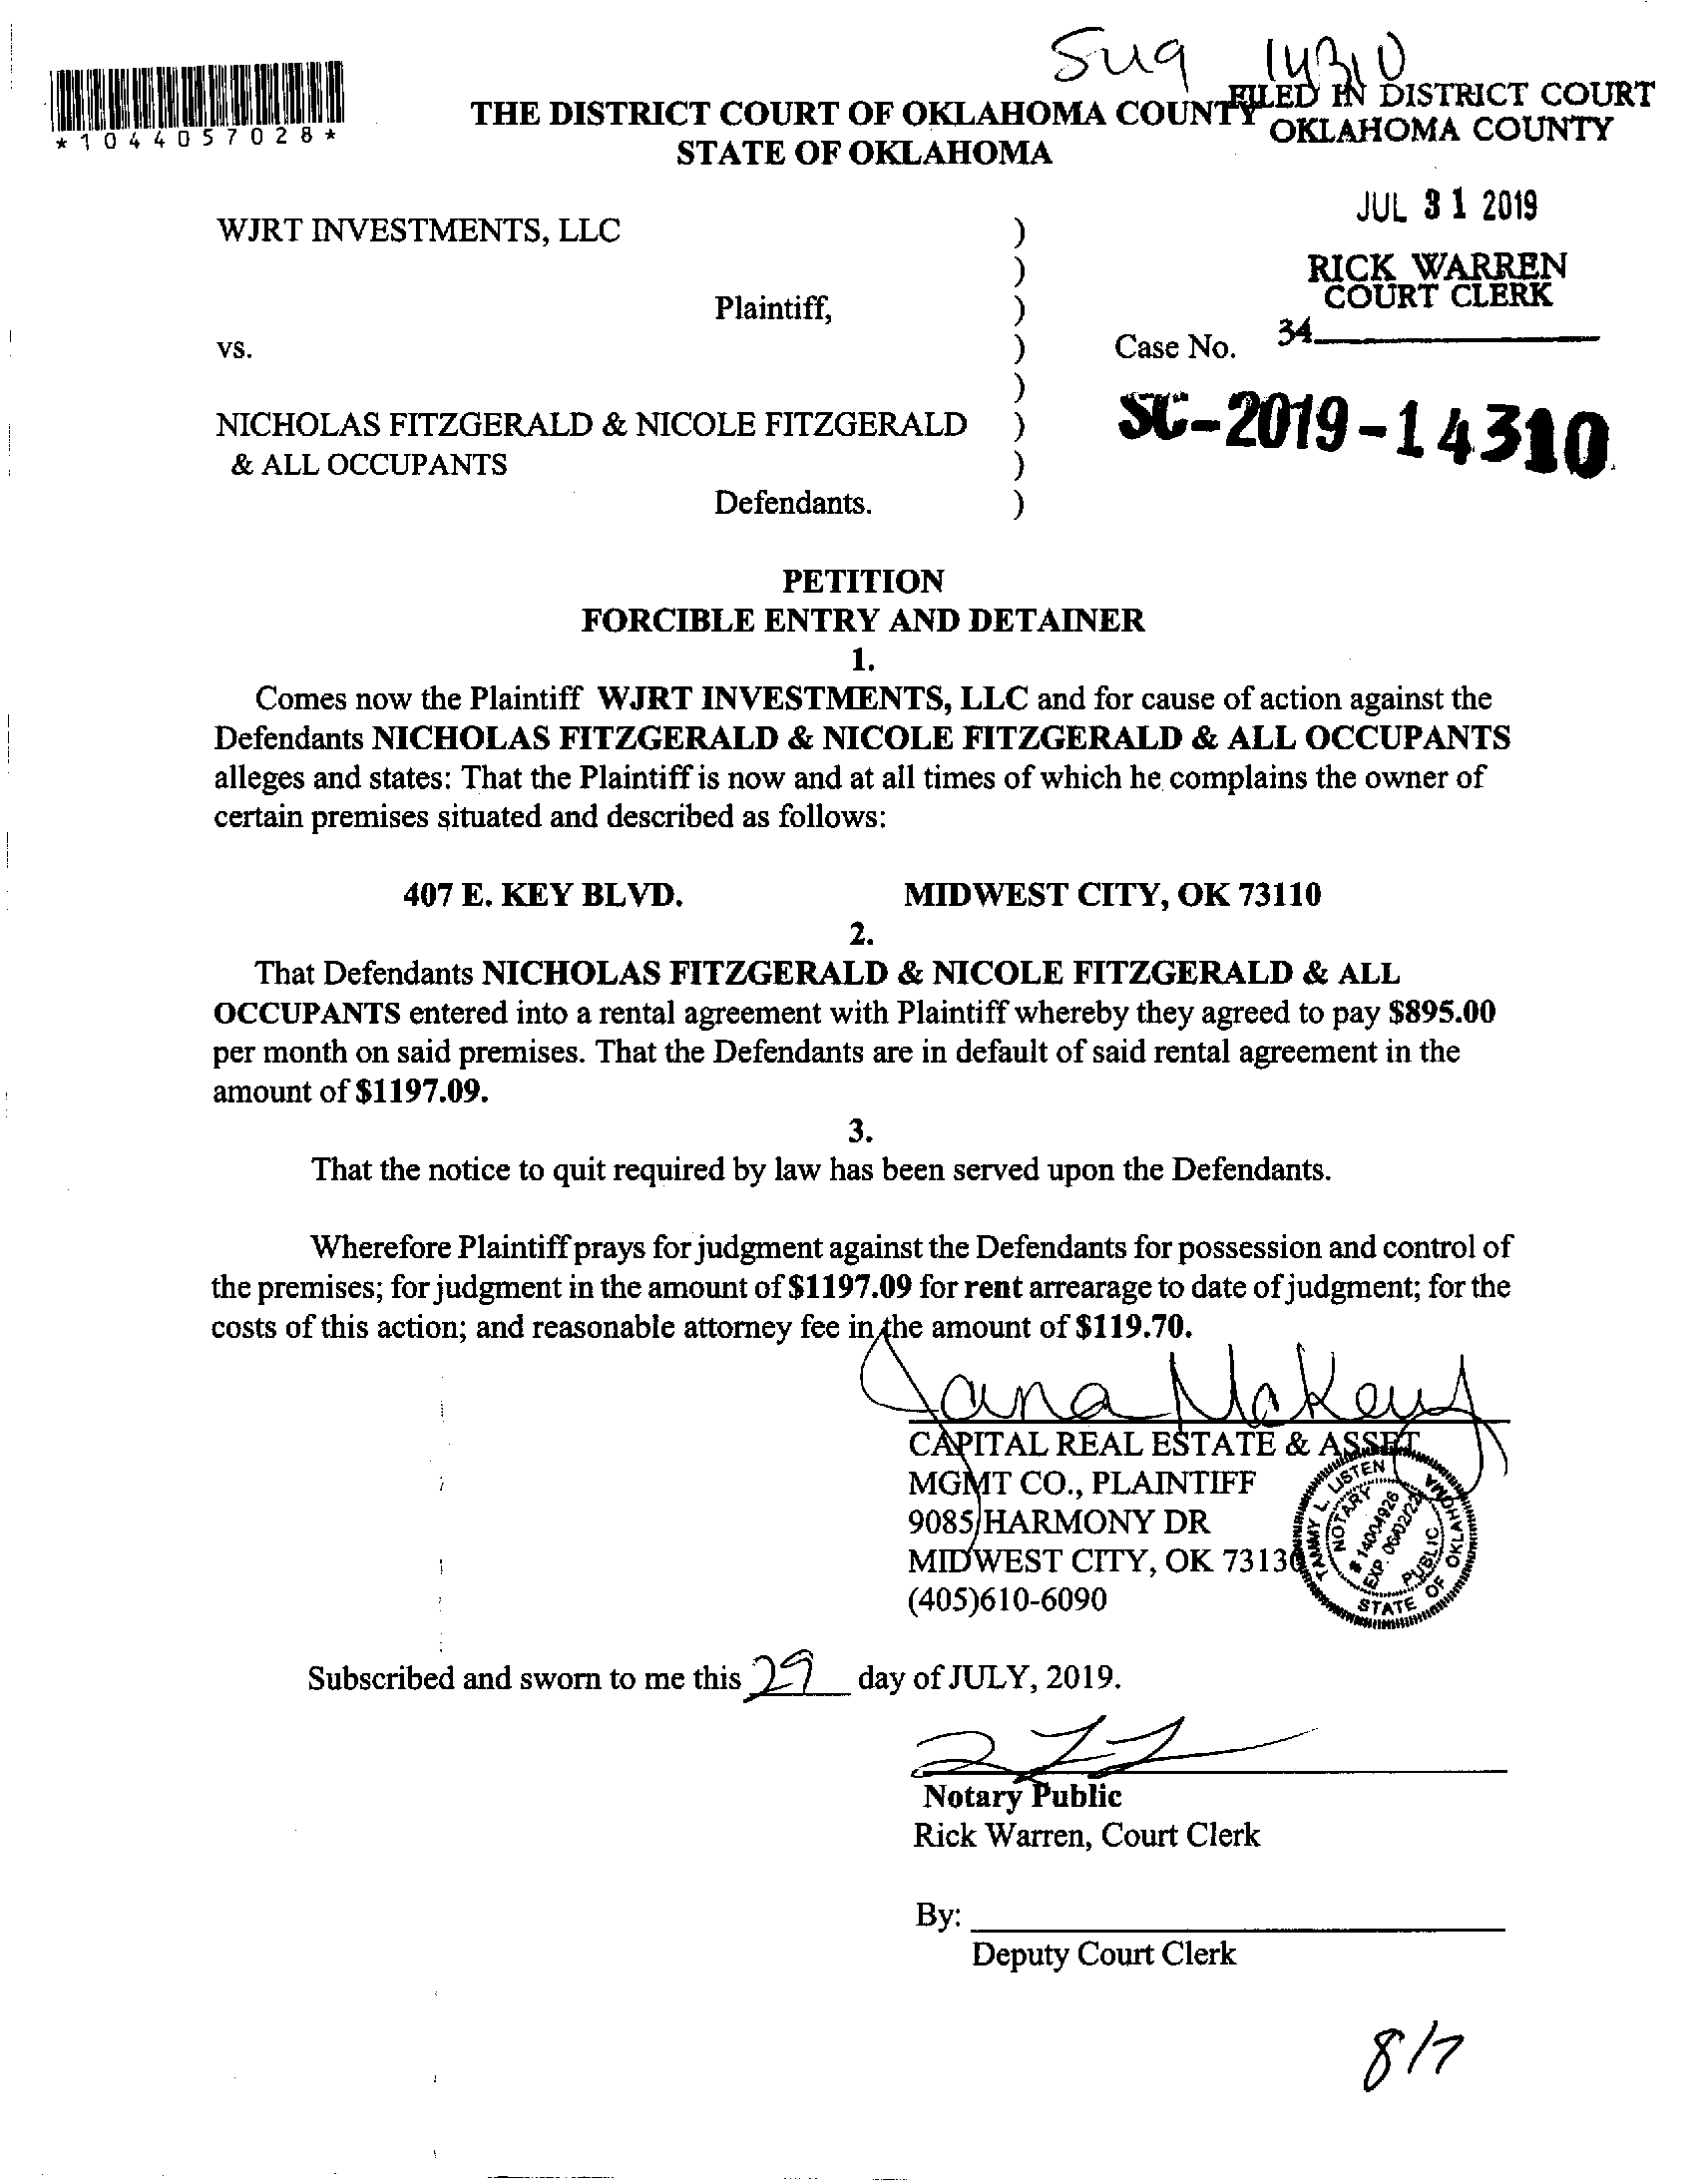 Sug 14310
*1044057028*
FILED IN DISTRICT COURT
OKLAHOMA COUNTY
THE DISTRICT COURT OF OKLAHOMA COUNTY
STATE OF OKLAHOMA
JUL 31 2019
RICK WARREN
COURT CLERK
34
WJRT INVESTMENTS, LLC )
)
Plaintiff, )
vs. ) Case No.
)
NICHOLAS FITZGERALD & NICOLE FITZGERALD )
& ALL OCCUPANTS )
Defendants. )
SC-2019-14310
PETITION
FORCIBLE ENTRY AND DETAINER
1.
Comes now the Plaintiff WJRT INVESTMENTS, LLC and for cause of action against the
Defendants NICHOLAS FITZGERALD & NICOLE FITZGERALD & ALL OCCUPANTS
alleges and states: That the Plaintiff is now and at all times of which he complains the owner of
certain premises situated and described as follows:
407 E. KEY BLVD. MIDWEST CITY, OK 73110
2.
That Defendants NICHOLAS FITZGERALD & NICOLE FITZGERALD & ALL
OCCUPANTS entered into a rental agreement with Plaintiff whereby they agreed to pay $895.00
per month on said premises. That the Defendants are in default of said rental agreement in the
amount of $1197.09.
3.
That the notice to quit required by law has been served upon the Defendants.
Wherefore Plaintiff prays for judgment against the Defendants for possession and control of
the premises; for judgment in the amount of $1197.09 for rent arrearage to date of judgment; for the
costs of this action; and reasonable attorney fee in the amount of $119.70.
CAPITAL REAL ESTATE & ASSET
MGMT CO., PLAINTIFF
9085 HARMONY DR
MIDWEST CITY, OK 73130
(405)610-6090
TAMMY L. LISTEN
NOTARY PUBLIC
# 14004926
EXP. 06/02/22
STATE OF OKLAHOMA
Subscribed and sworn to me this 29 day of JULY, 2019.
Notary Public
Rick Warren, Court Clerk
By:
Deputy Court Clerk
8/7